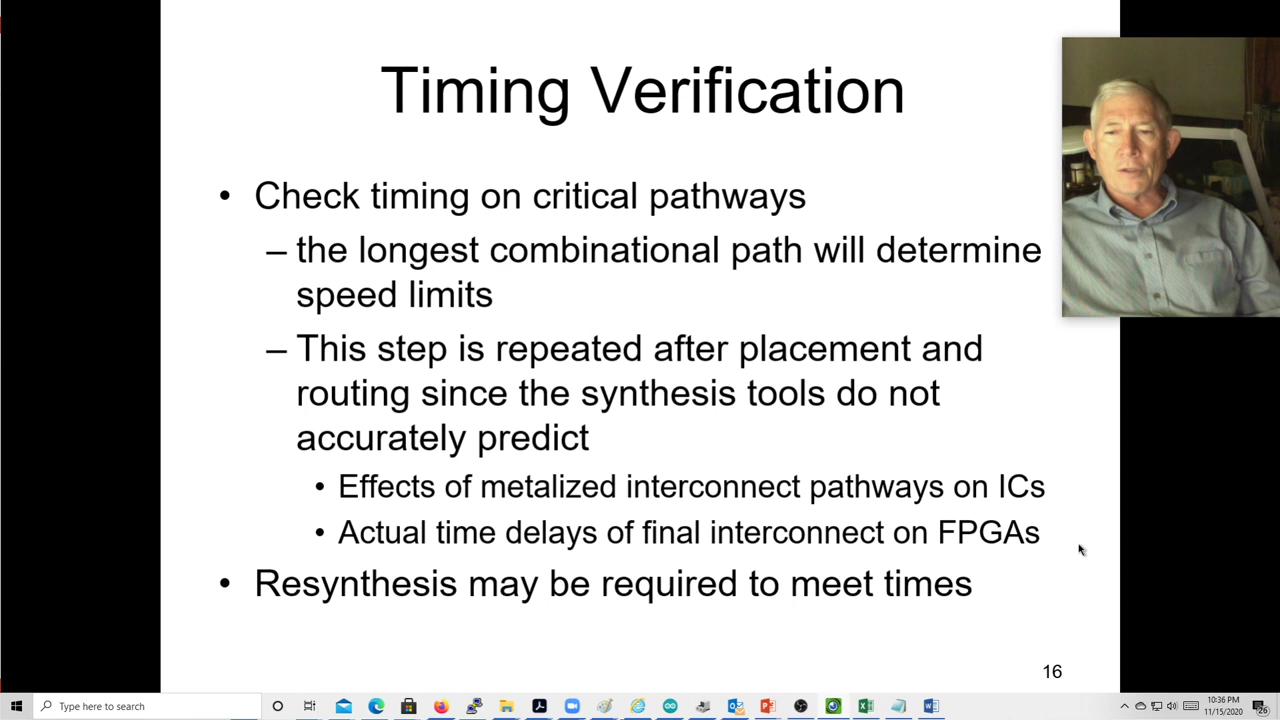 Timing Verification
• Check timing on critical pathways
– the longest combinational path will determine
speed limits
– This step is repeated after placement and
routing since the synthesis tools do not
accurately predict
• Effects of metalized interconnect pathways on ICs
• Actual time delays of final interconnect on FPGAs
• Resynthesis may be required to meet times
16
Type here to search
10:36 PM
11/15/2020
26